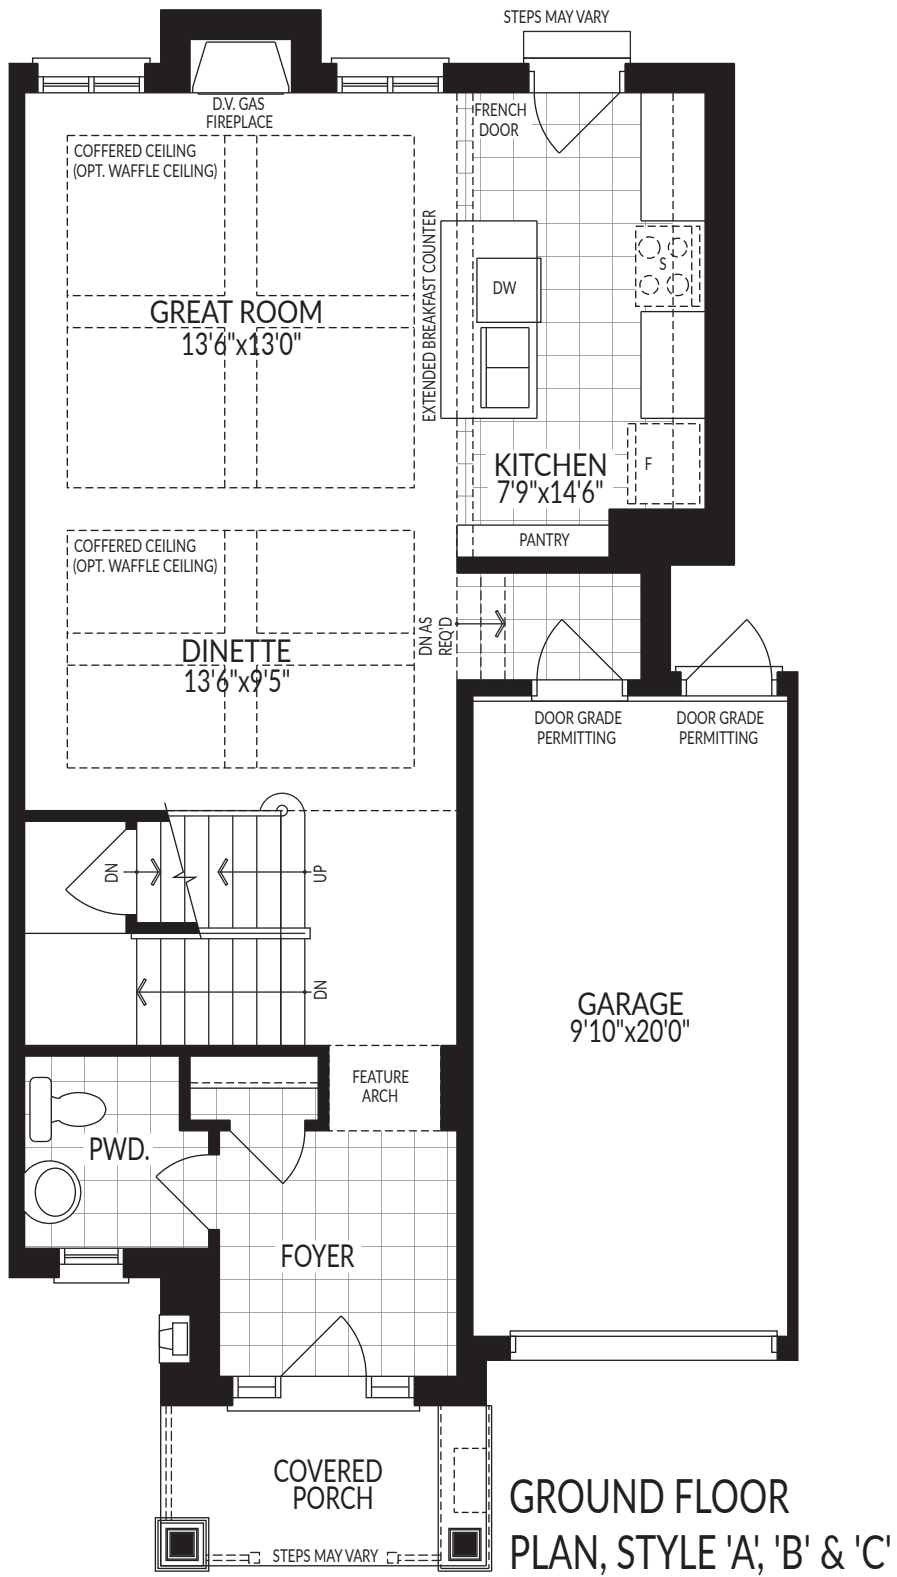 STEPS MAY VARY
D.V. GAS
FIREPLACE
FRENCH
DOOR
COFFERED CEILING
(OPT. WAFFLE CEILING)
EXTENDED BREAKFAST COUNTER
S
DW
GREAT ROOM
13'6"x13'0"
KITCHEN
7'9"x14'6"
F
PANTRY
COFFERED CEILING
(OPT. WAFFLE CEILING)
DN AS
REQ'D
DINETTE
13'6"x9'5"
DOOR GRADE
PERMITTING
DOOR GRADE
PERMITTING
DN
UP
DN
GARAGE
9'10"x20'0"
FEATURE
ARCH
PWD.
FOYER
COVERED
PORCH
STEPS MAY VARY
GROUND FLOOR
PLAN, STYLE 'A', 'B' & 'C'